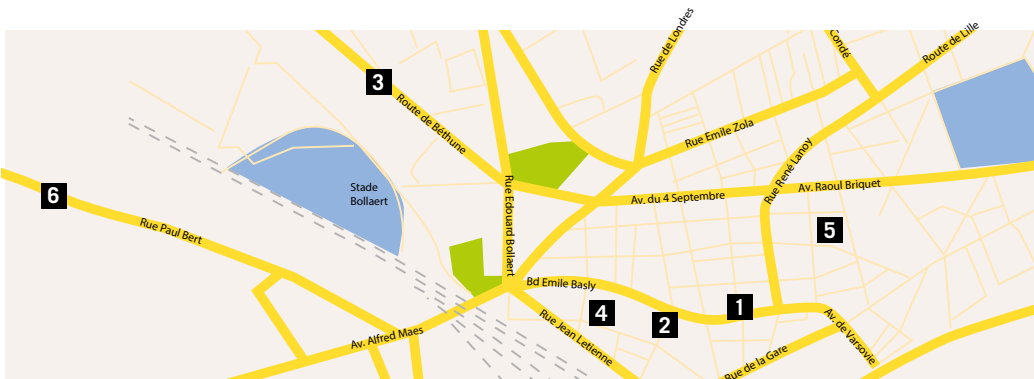 Rue de Londres
Condé
Route de Lille
3
Route de Béthune
Rue Emile Zola
Rue René Lanoy
6
Stade
Bollaert
Rue Edouard Bollaert
Av. du 4 Septembre
Av. Raoul Briquet
Rue Paul Bert
5
Bd Emile Basly
1
4
2
Av. Alfred Maes
Rue Jean Letienne
Av. de Varsovie
Rue de la Gare